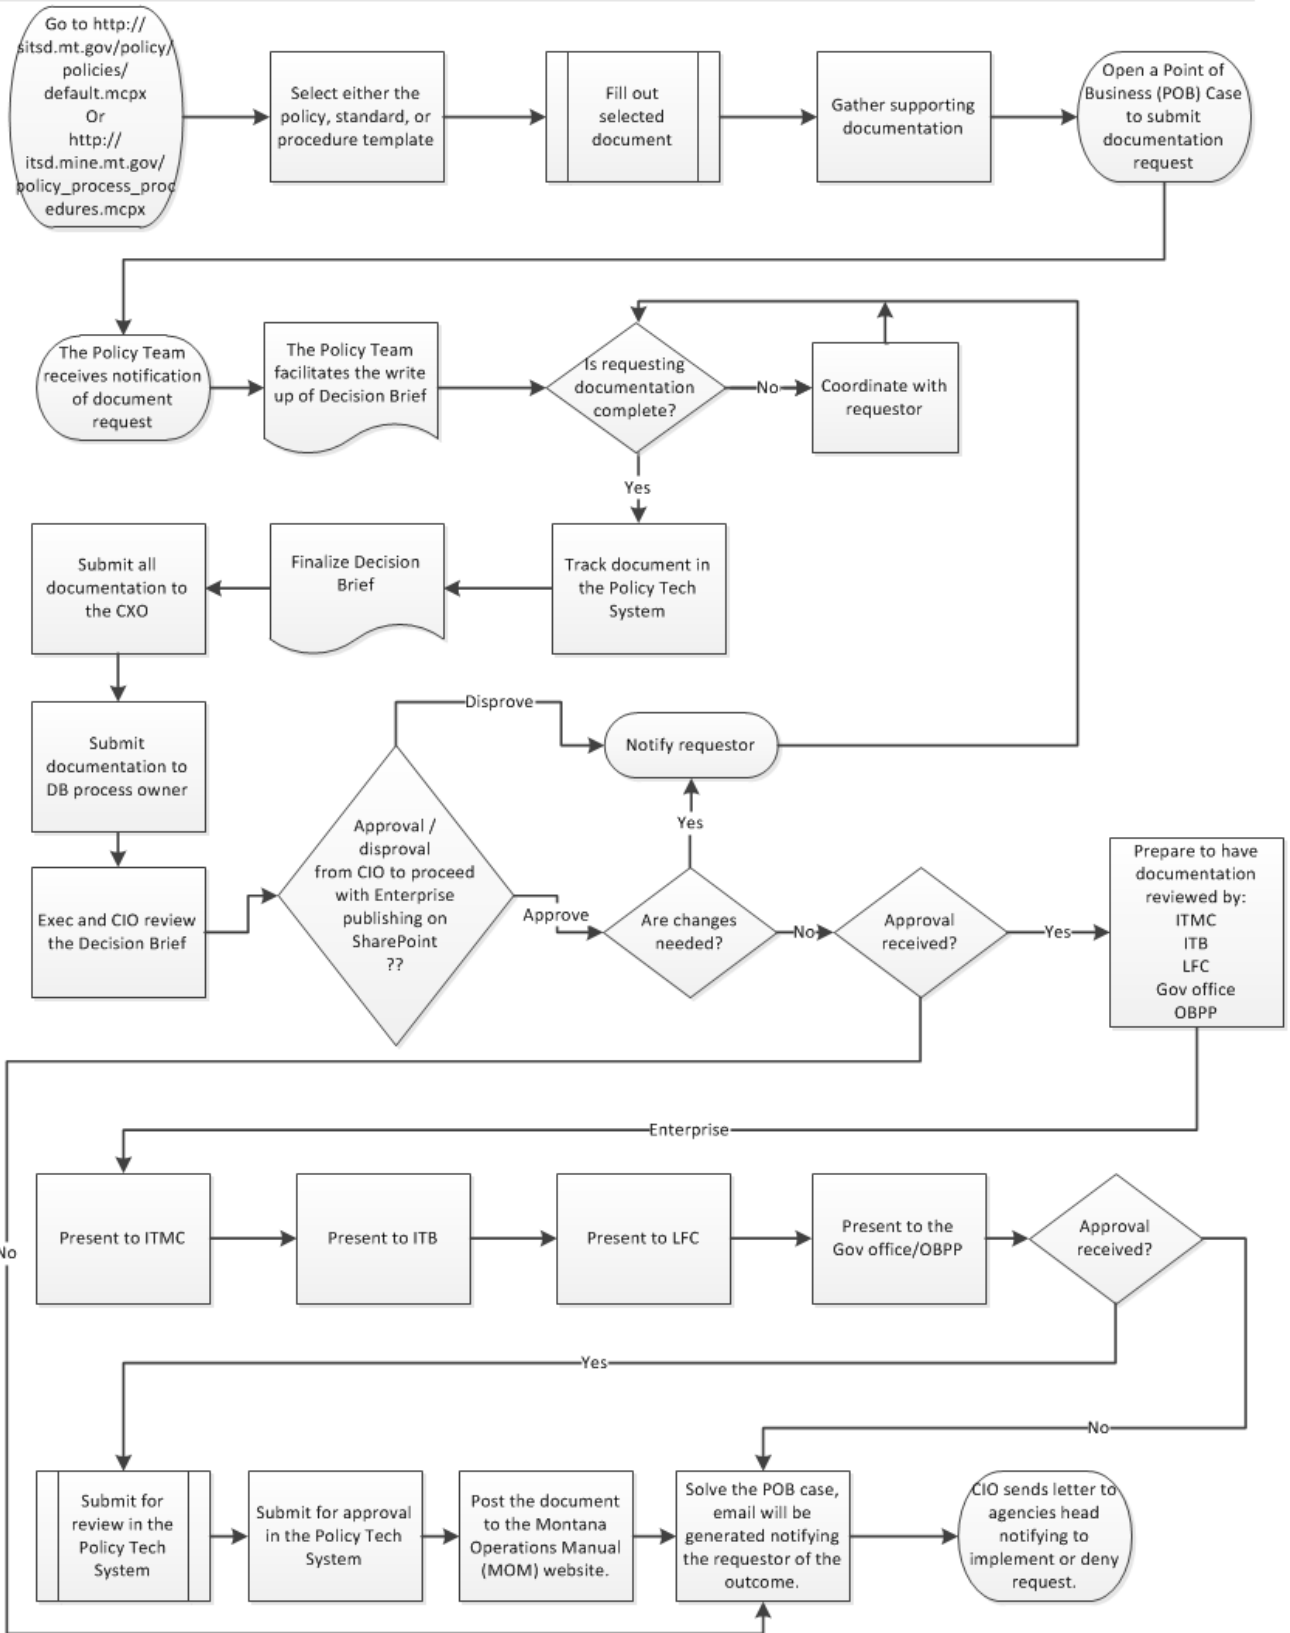 Go to http://
sitsd.mt.gov/policy/
policies/
default.mcpx
Or
http://
itsd.mine.mt.gov/
policy_process_proc
edures.mcpx
Select either the
policy, standard, or
procedure template
Fill out
selected
document
Gather supporting
documentation
Open a Point of
Business (POB) Case
to submit
documentation
request
The Policy Team
receives notification
of document
request
The Policy Team
facilitates the write
up of Decision Brief
Is requesting
documentation
complete?
No
Coordinate with
requestor
Yes
Submit all
documentation to
the CXO
Finalize Decision
Brief
Track document in
the Policy Tech
System
Disprove
Notify requestor
Submit
documentation to
DB process owner
Yes
Exec and CIO review
the Decision Brief
Approval /
disproval
from CIO to proceed
with Enterprise
publishing on
SharePoint
??
Approve
Are changes
needed?
No
Approval
received?
Yes
Prepare to have
documentation
reviewed by:
ITMC
ITB
LFC
Gov office
OBPP
Enterprise
No
Present to ITMC
Present to ITB
Present to LFC
Present to the
Gov office/OBPP
Approval
received?
Yes
No
Submit for
review in the
Policy Tech
System
Submit for approval
in the Policy Tech
System
Post the document
to the Montana
Operations Manual
(MOM) website.
Solve the POB case,
email will be
generated notifying
the requestor of the
outcome.
CIO sends letter to
agencies head
notifying to
implement or deny
request.